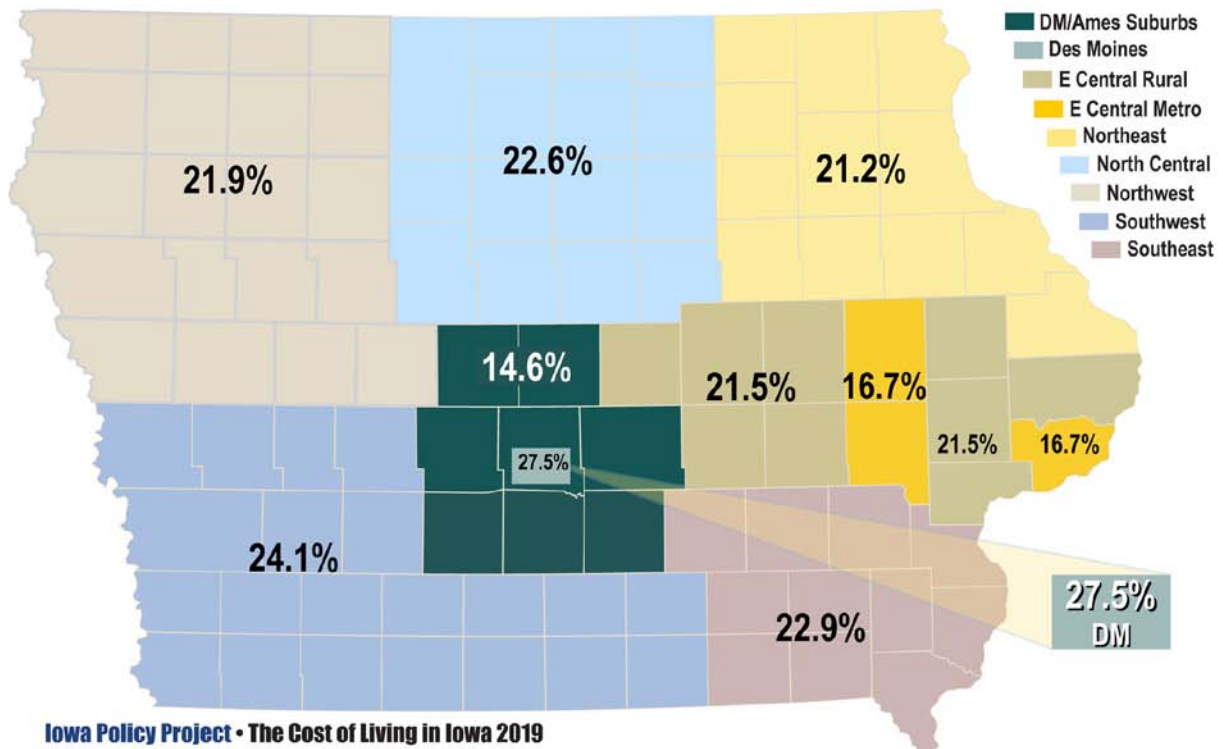 DM/Ames Suburbs
Des Moines
E Central Rural
E Central Metro
Northeast
North Central
Northwest
Southwest
Southeast
21.9%
22.6%
21.2%
14.6%
21.5%
16.7%
27.5%
21.5%
16.7%
24.1%
22.9%
27.5%
DM
Iowa Policy Project • The Cost of Living in Iowa 2019